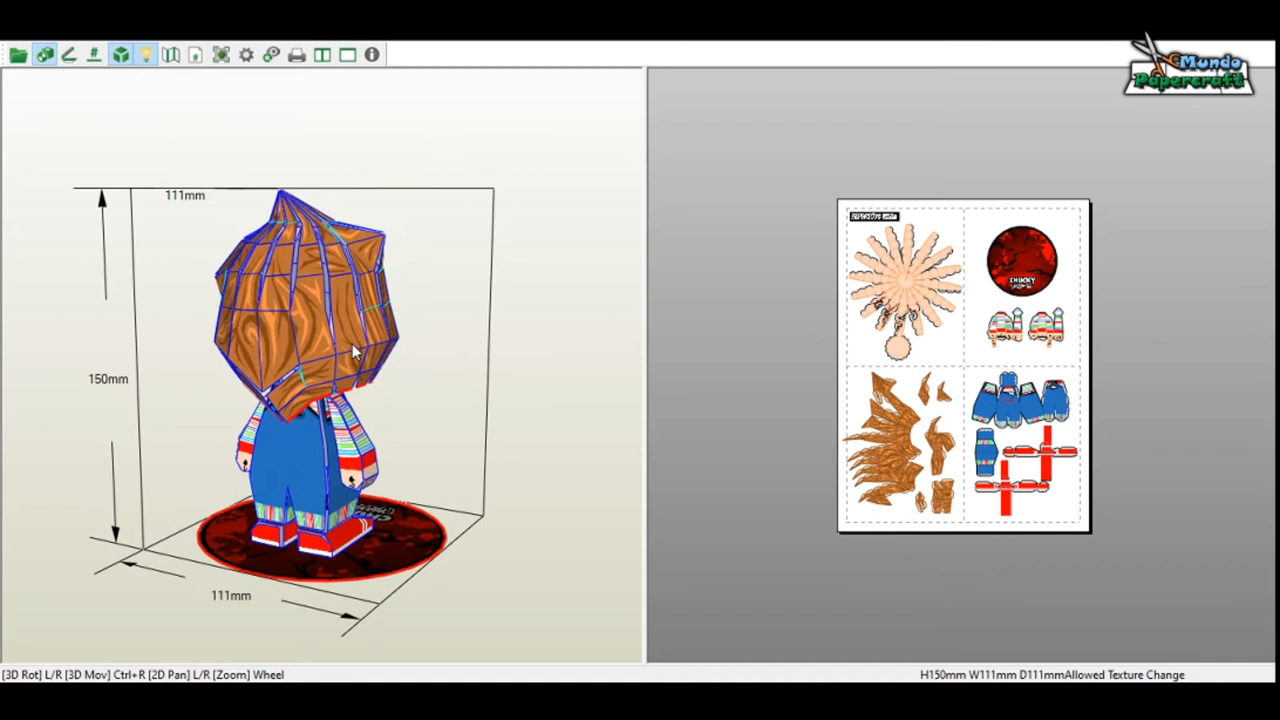 Mundo
Papercraft
111mm
150mm
111mm
CHUCKY
[3D Rot] L/R [3D Mov] Ctrl+R [2D Pan] L/R [Zoom] Wheel
H150mm W111mm D111mmAllowed Texture Change